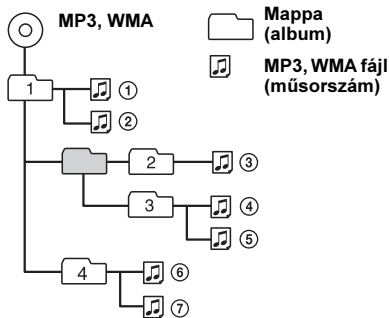 MP3, WMA
Mappa
(album)
MP3, WMA fájl
(műsorszám)
1
①
②
2
③
3
④
⑤
4
⑥
⑦